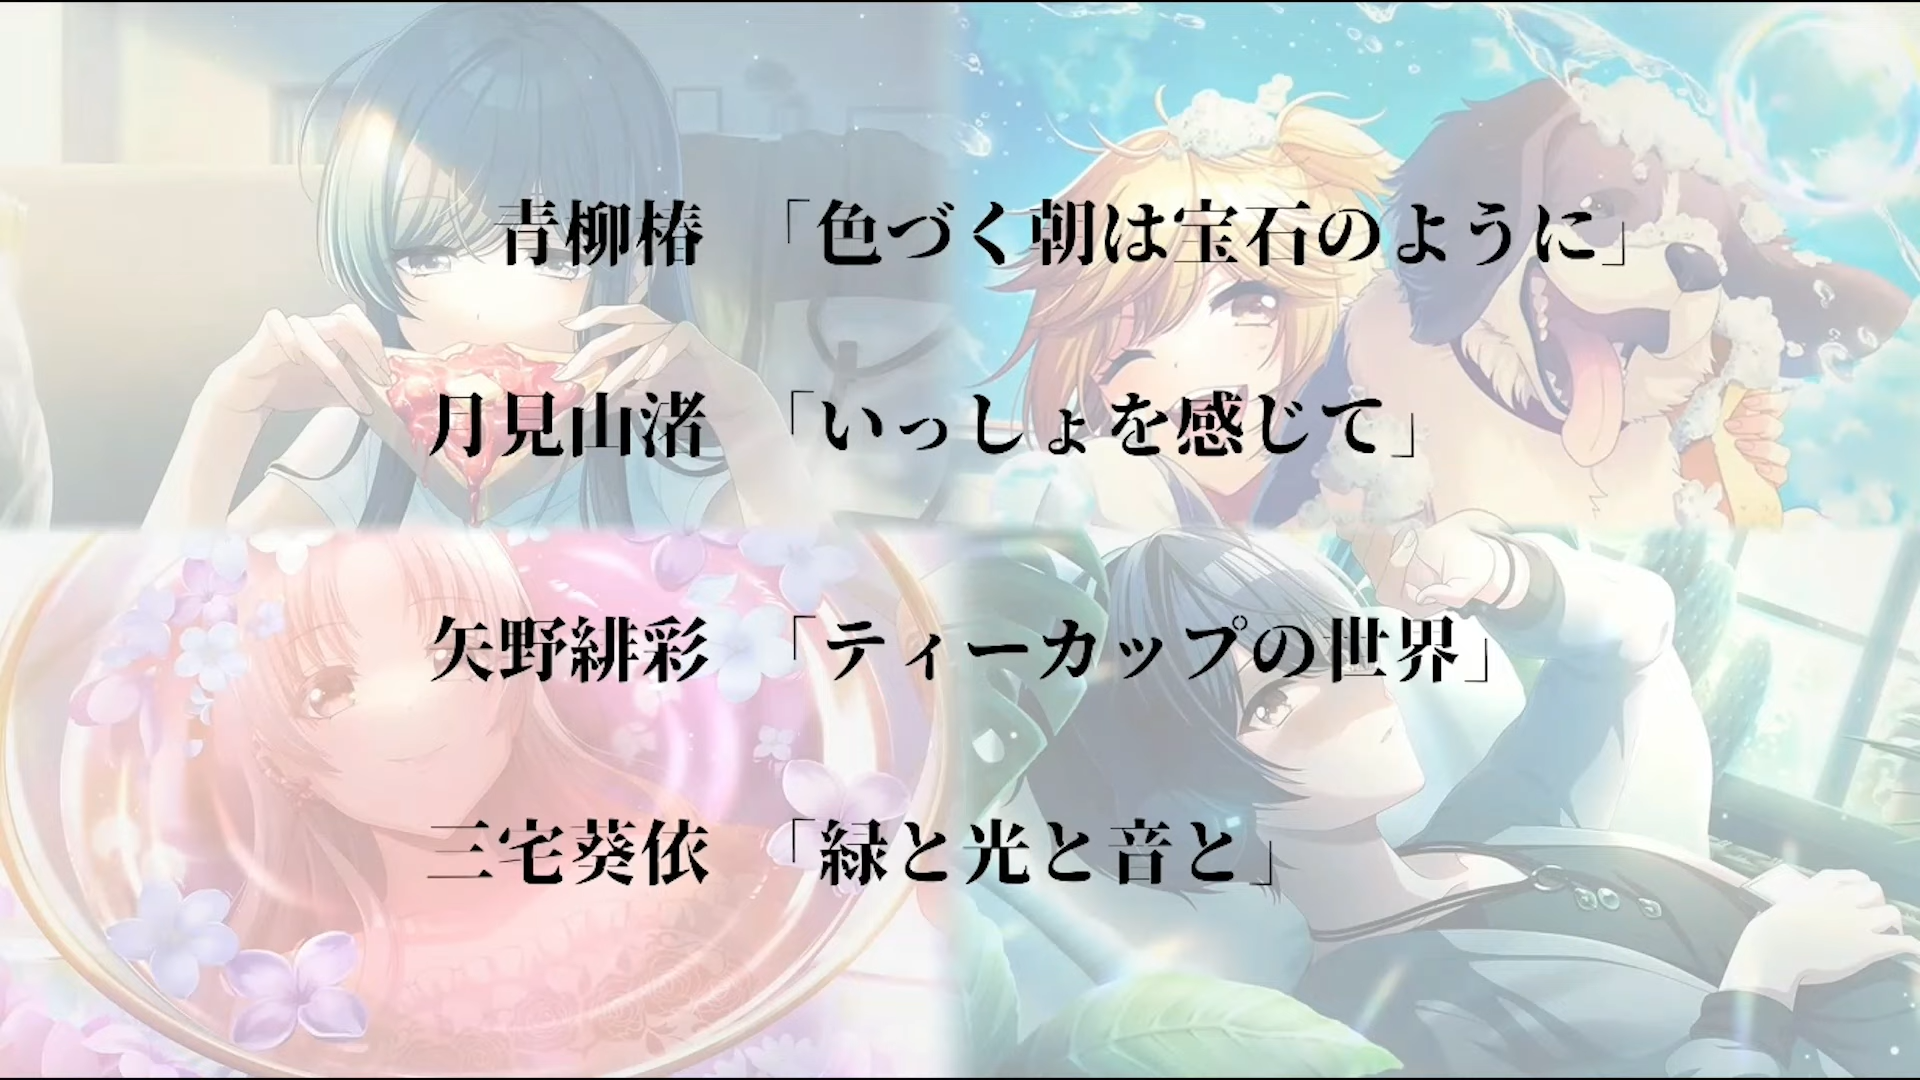 青柳椿 「色づく朝は宝石のように」
月見山渚 「いっしょを感じて」
矢野緋彩 「ティーカップの世界」
三宅葵依 「緑と光と音と」